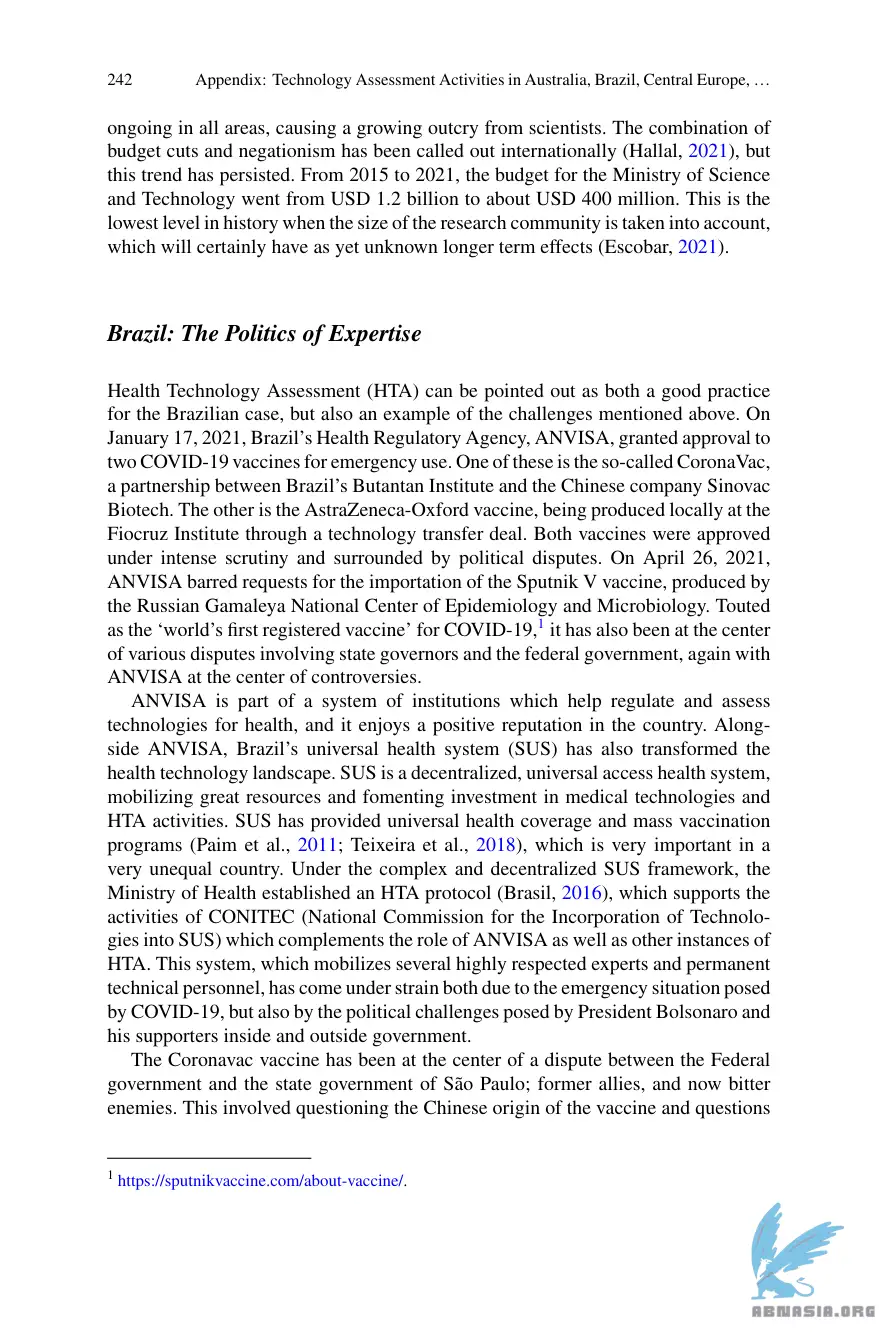 242 Appendix: Technology Assessment Activities in Australia, Brazil, Central Europe, …
ongoing in all areas, causing a growing outcry from scientists. The combination of
budget cuts and negationism has been called out internationally (Hallal, 2021), but
this trend has persisted. From 2015 to 2021, the budget for the Ministry of Science
and Technology went from USD 1.2 billion to about USD 400 million. This is the
lowest level in history when the size of the research community is taken into account,
which will certainly have as yet unknown longer term effects (Escobar, 2021).
Brazil: The Politics of Expertise
Health Technology Assessment (HTA) can be pointed out as both a good practice
for the Brazilian case, but also an example of the challenges mentioned above. On
January 17, 2021, Brazil’s Health Regulatory Agency, ANVISA, granted approval to
two COVID-19 vaccines for emergency use. One of these is the so-called CoronaVac,
a partnership between Brazil’s Butantan Institute and the Chinese company Sinovac
Biotech. The other is the AstraZeneca-Oxford vaccine, being produced locally at the
Fiocruz Institute through a technology transfer deal. Both vaccines were approved
under intense scrutiny and surrounded by political disputes. On April 26, 2021,
ANVISA barred requests for the importation of the Sputnik V vaccine, produced by
the Russian Gamaleya National Center of Epidemiology and Microbiology. Touted
as the ‘world’s first registered vaccine’ for COVID-19,1 it has also been at the center
of various disputes involving state governors and the federal government, again with
ANVISA at the center of controversies.
ANVISA is part of a system of institutions which help regulate and assess
technologies for health, and it enjoys a positive reputation in the country. Along-
side ANVISA, Brazil’s universal health system (SUS) has also transformed the
health technology landscape. SUS is a decentralized, universal access health system,
mobilizing great resources and fomenting investment in medical technologies and
HTA activities. SUS has provided universal health coverage and mass vaccination
programs (Paim et al., 2011; Teixeira et al., 2018), which is very important in a
very unequal country. Under the complex and decentralized SUS framework, the
Ministry of Health established an HTA protocol (Brasil, 2016), which supports the
activities of CONITEC (National Commission for the Incorporation of Technolo-
gies into SUS) which complements the role of ANVISA as well as other instances of
HTA. This system, which mobilizes several highly respected experts and permanent
technical personnel, has come under strain both due to the emergency situation posed
by COVID-19, but also by the political challenges posed by President Bolsonaro and
his supporters inside and outside government.
The Coronavac vaccine has been at the center of a dispute between the Federal
government and the state government of São Paulo; former allies, and now bitter
enemies. This involved questioning the Chinese origin of the vaccine and questions
1 https://sputnikvaccine.com/about-vaccine/.
ABNASIA.ORG